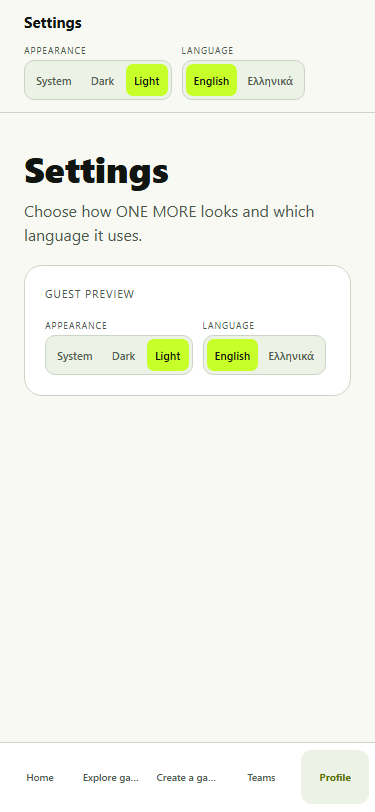 Settings
APPEARANCE LANGUAGE
System Dark Light English Ελληνικά
Settings
Choose how ONE MORE looks and which
language it uses.
GUEST PREVIEW
APPEARANCE LANGUAGE
System Dark Light English Ελληνικά
Home Explore ga... Create a ga... Teams Profile